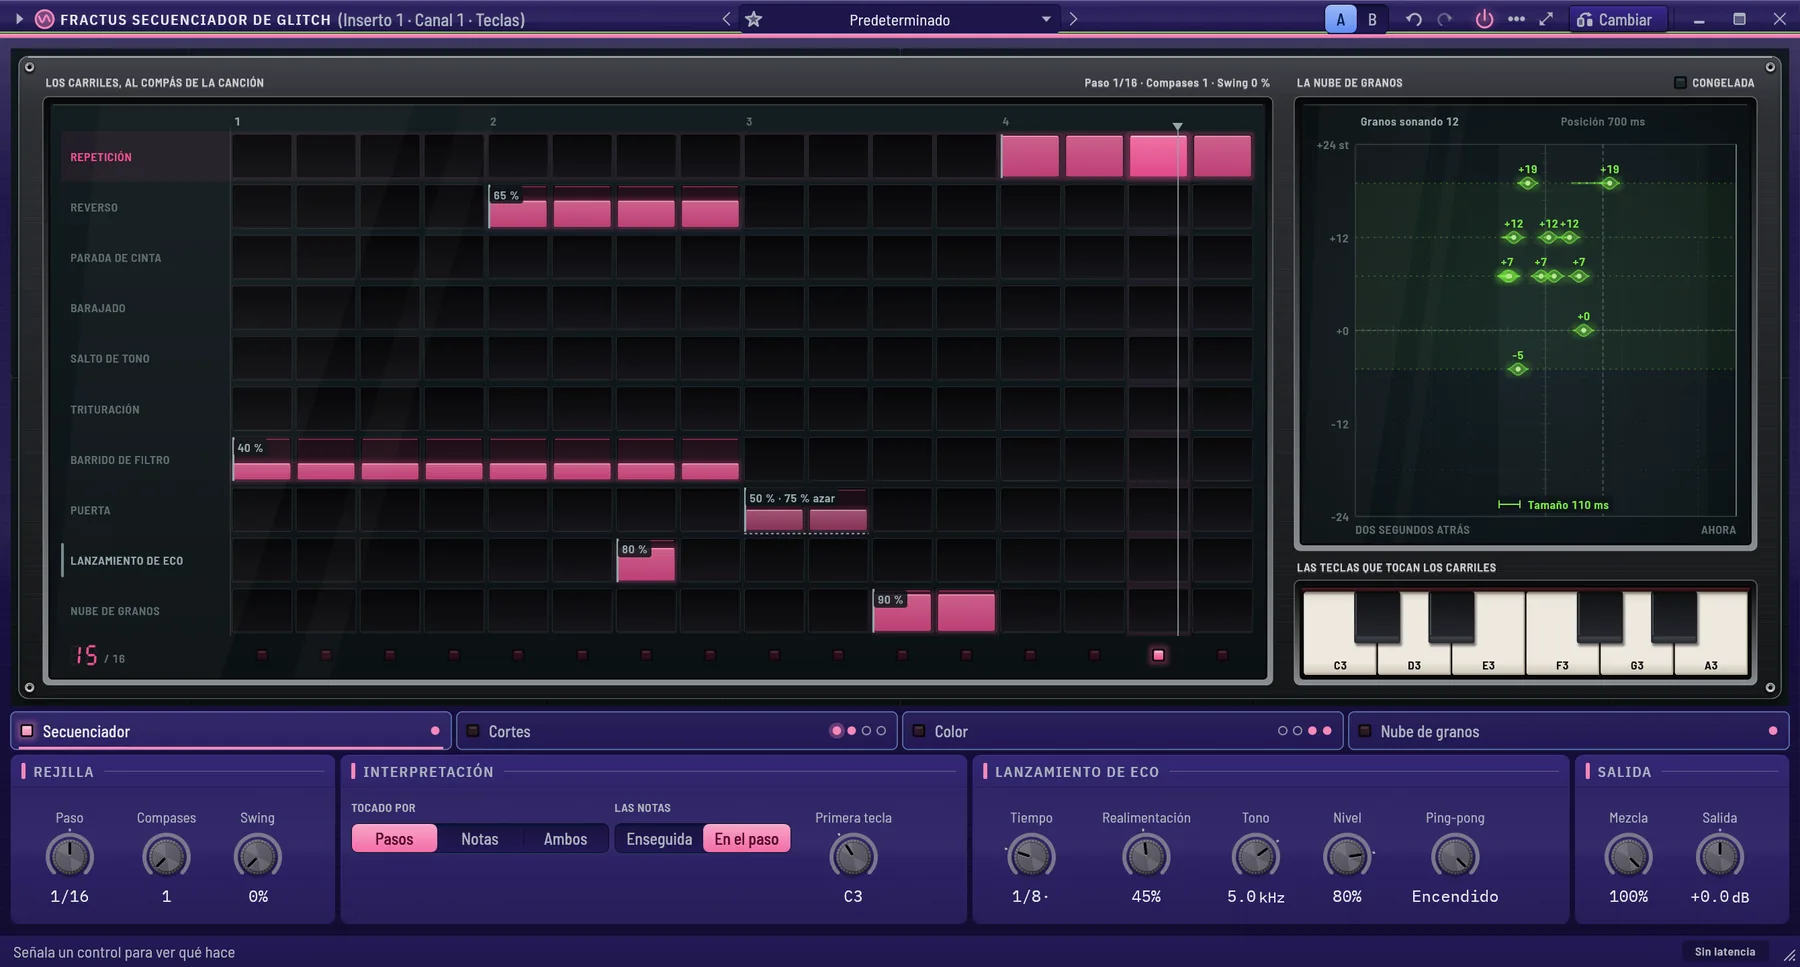 FRACTUS SECUENCIADOR DE GLITCH (Inserto 1 · Canal 1 · Teclas)
Predeterminado
A B
Cambiar
LOS CARRILES, AL COMPÁS DE LA CANCIÓN
Paso 1/16 · Compases 1 · Swing 0 %
1 2 3 4
REPETICIÓN
REVERSO
65 %
PARADA DE CINTA
BARAJADO
SALTO DE TONO
TRITURACIÓN
BARRIDO DE FILTRO
40 %
PUERTA
50 % · 75 % azar
LANZAMIENTO DE ECO
80 %
NUBE DE GRANOS
90 %
15 / 16
LA NUBE DE GRANOS
CONGELADA
Granos sonando 12
Posición 700 ms
+24 st
+19 +19
+12 +12 +12
+12
+7 +7 +7
+0
+0
-5
-12
Tamaño 110 ms
-24
DOS SEGUNDOS ATRÁS
AHORA
LAS TECLAS QUE TOCAN LOS CARRILES
C3 D3 E3 F3 G3 A3
Secuenciador
Cortes
Color
Nube de granos
REJILLA
Paso Compases Swing
1/16 1 0%
INTERPRETACIÓN
TOCADO POR
Pasos Notas Ambos
LAS NOTAS
Enseguida En el paso
Primera tecla
C3
LANZAMIENTO DE ECO
Tiempo Realimentación Tono Nivel Ping-pong
1/8· 45% 5.0 kHz 80% Encendido
SALIDA
Mezcla Salida
100% +0.0 dB
Señala un control para ver qué hace
Sin latencia